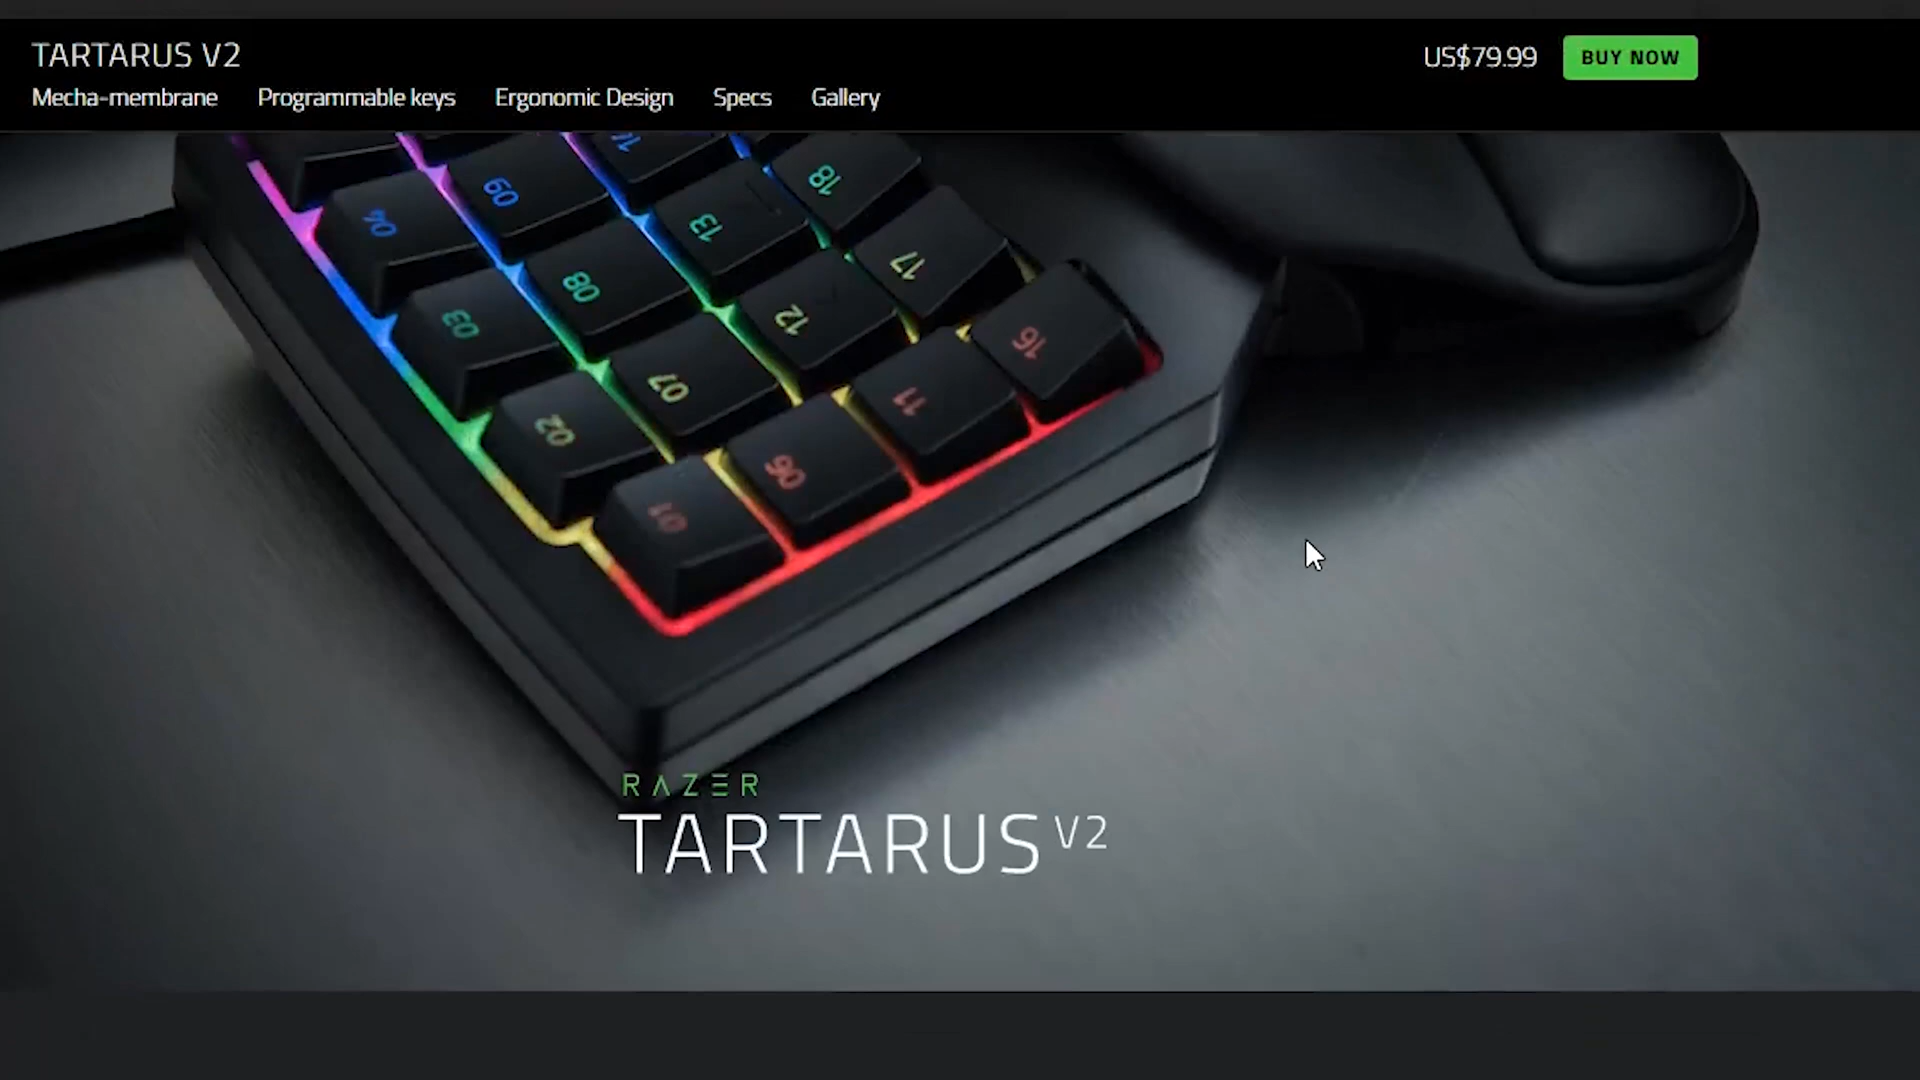 TARTARUS V2
US$79.99
BUY NOW
Mecha-membrane
Programmable keys
Ergonomic Design
Specs
Gallery
18
09
04
13
17
08
03
12
16
07
11
02
06
01
RAZER
TARTARUS V2